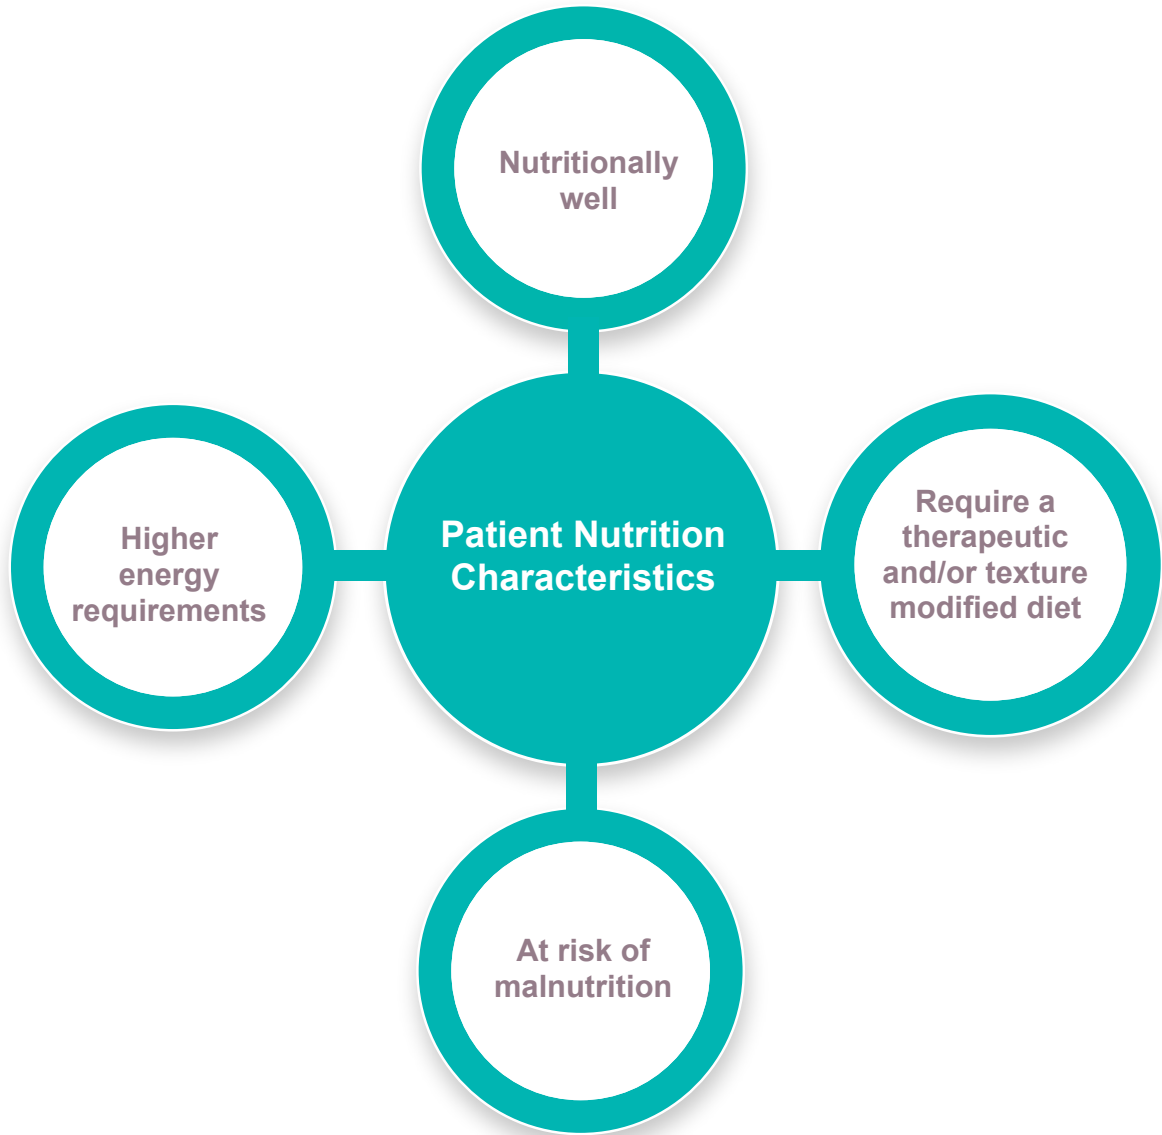 Nutritionally
well
Higher
energy
requirements
Patient Nutrition
Characteristics
Require a
therapeutic
and/or texture
modified diet
At risk of
malnutrition